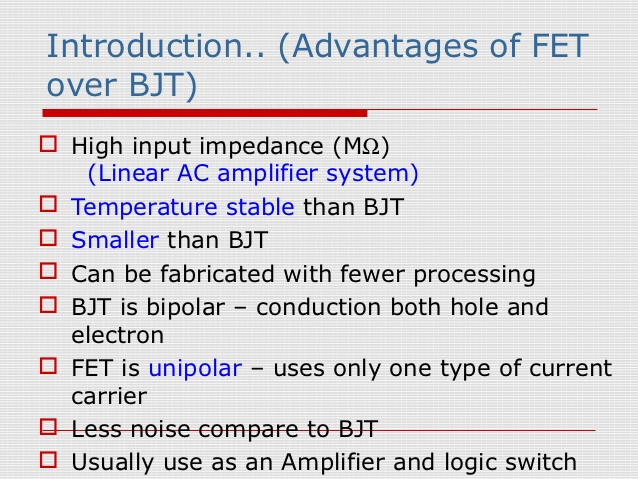 Introduction.. (Advantages of FET
over BJT)
High input impedance (MΩ)
(Linear AC amplifier system)
Temperature stable than BJT
Smaller than BJT
Can be fabricated with fewer processing
BJT is bipolar – conduction both hole and
electron
FET is unipolar – uses only one type of current
carrier
Less noise compare to BJT
Usually use as an Amplifier and logic switch